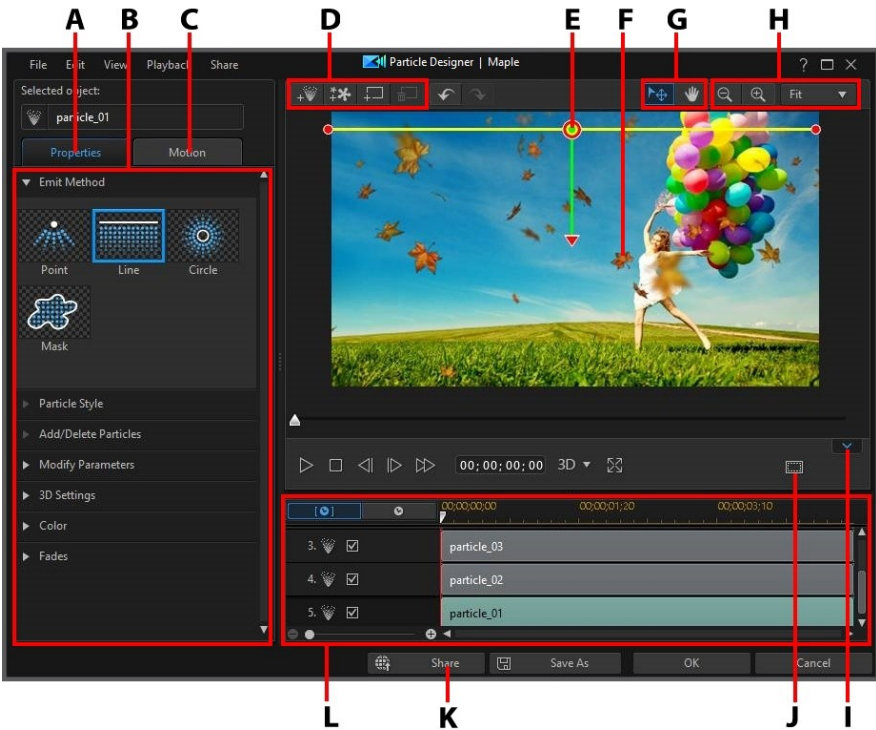 A B C D E F G H
File Edit View Playback Share
Particle Designer | Maple
?
Selected object:
particle_01
Fit
Properties Motion
Emit Method
Point Line Circle
Mask
Particle Style
Add/Delete Particles
Modify Parameters
3D Settings
Color
Fades
00;00;00;00 3D
00;00;00;00 00;00;01;20 00;00;03;10
3. particle_03
4. particle_02
5. particle_01
Share Save As OK Cancel
L K J I